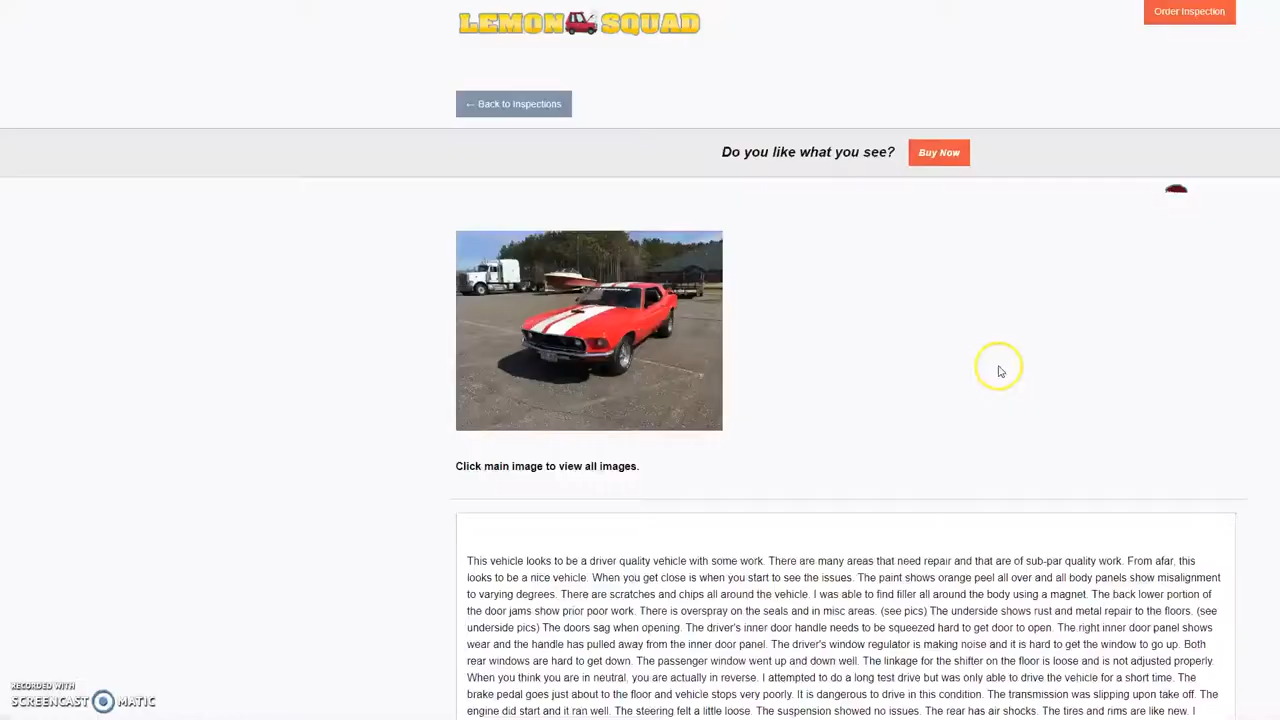 LEMON SQUAD
Order Inspection
← Back to Inspections
Do you like what you see?
Buy Now
Click main image to view all images.
This vehicle looks to be a driver quality vehicle with some work. There are many areas that need repair and that are of sub-par quality work. From afar, this
looks to be a nice vehicle. When you get close is when you start to see the issues. The paint shows orange peel all over and all body panels show misalignment
to varying degrees. There are scratches and chips all around the vehicle. I was able to find filler all around the body using a magnet. The back lower portion of
the door jams show prior poor work. There is overspray on the seals and in misc areas. (see pics) The underside shows rust and metal repair to the floors. (see
underside pics) The doors sag when opening. The driver's inner door handle needs to be squeezed hard to get door to open. The right inner door panel shows
wear and the handle has pulled away from the inner door panel. The driver's window regulator is making noise and it is hard to get the window to go up. Both
rear windows are hard to get down. The passenger window went up and down well. The linkage for the shifter on the floor is loose and is not adjusted properly.
When you think you are in neutral, you are actually in reverse. I attempted to do a long test drive but was only able to drive the vehicle for a short time. The
brake pedal goes just about to the floor and vehicle stops very poorly. It is dangerous to drive in this condition. The transmission was slipping upon take off. The
engine did start and it ran well. The steering felt a little loose. The suspension showed no issues. The rear has air shocks. The tires and rims are like new. I
RECORDED WITH
SCREENCAST MATIC